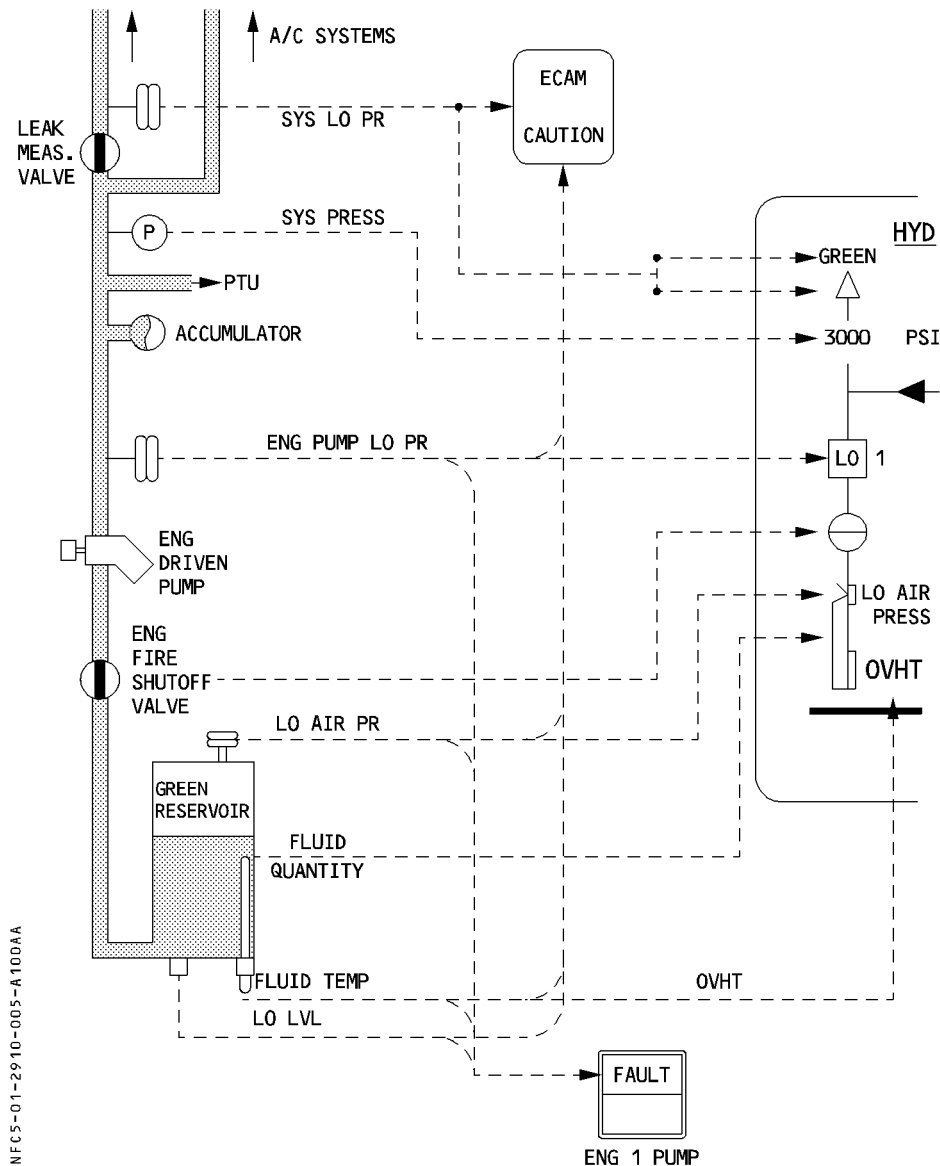 A/C SYSTEMS
ECAM
CAUTION
SYS LO PR
LEAK
MEAS.
VALVE
SYS PRESS
P
HYD
GREEN
PTU
ACCUMULATOR
3000 PSI
ENG PUMP LO PR
LO 1
ENG
DRIVEN
PUMP
LO AIR
PRESS
ENG
FIRE
SHUTOFF
VALVE
OVHT
LO AIR PR
GREEN
RESERVOIR
FLUID
QUANTITY
FLUID TEMP
OVHT
LO LVL
FAULT
ENG 1 PUMP
NFC5-01-2910-005-A100AA